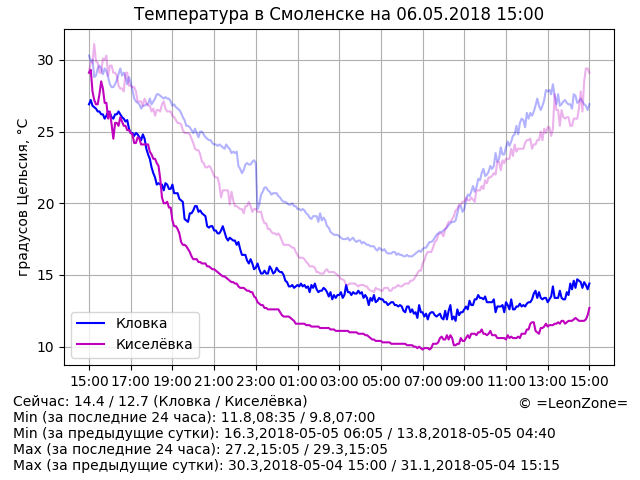 Температура в Смоленске на 06.05.2018 15:00
градусов Цельсия, °C
30
25
20
15
10
Кловка
Киселёвка
15:00 17:00 19:00 21:00 23:00 01:00 03:00 05:00 07:00 09:00 11:00 13:00 15:00
Сейчас: 14.4 / 12.7 (Кловка / Киселёвка)
© =LeonZone=
Min (за последние 24 часа): 11.8,08:35 / 9.8,07:00
Min (за предыдущие сутки): 16.3,2018-05-05 06:05 / 13.8,2018-05-05 04:40
Max (за последние 24 часа): 27.2,15:05 / 29.3,15:05
Max (за предыдущие сутки): 30.3,2018-05-04 15:00 / 31.1,2018-05-04 15:15